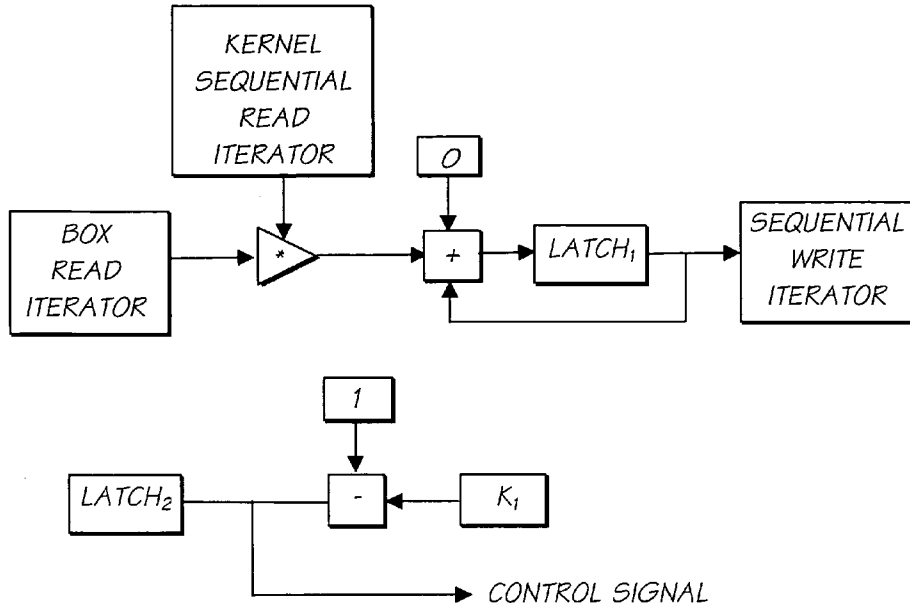 KERNEL
SEQUENTIAL
READ
ITERATOR
0
BOX
READ
ITERATOR
*
+
LATCH₁
SEQUENTIAL
WRITE
ITERATOR
1
LATCH₂
-
K₁
CONTROL SIGNAL